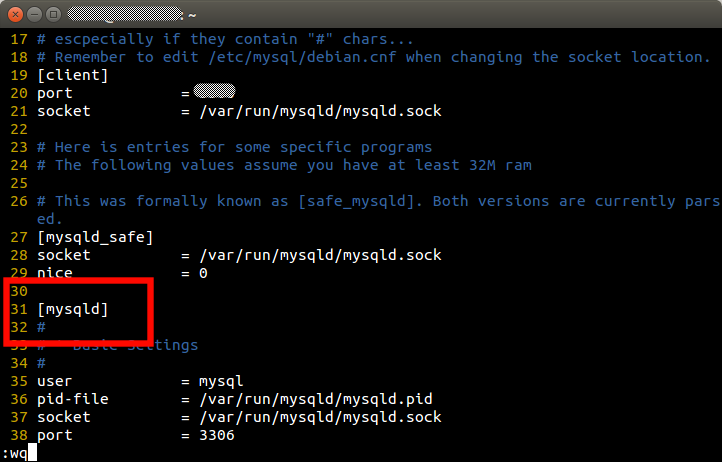 : ~
17 # escpecially if they contain "#" chars...
18 # Remember to edit /etc/mysql/debian.cnf when changing the socket location.
19 [client]
20 port            =
21 socket          = /var/run/mysqld/mysqld.sock
22
23 # Here is entries for some specific programs
24 # The following values assume you have at least 32M ram
25
26 # This was formally known as [safe_mysqld]. Both versions are currently pars
ed.
27 [mysqld_safe]
28 socket          = /var/run/mysqld/mysqld.sock
29 nice            = 0
30
31 [mysqld]
32 #
33 # * Basic Settings
34 #
35 user            = mysql
36 pid-file        = /var/run/mysqld/mysqld.pid
37 socket          = /var/run/mysqld/mysqld.sock
38 port            = 3306
:wq